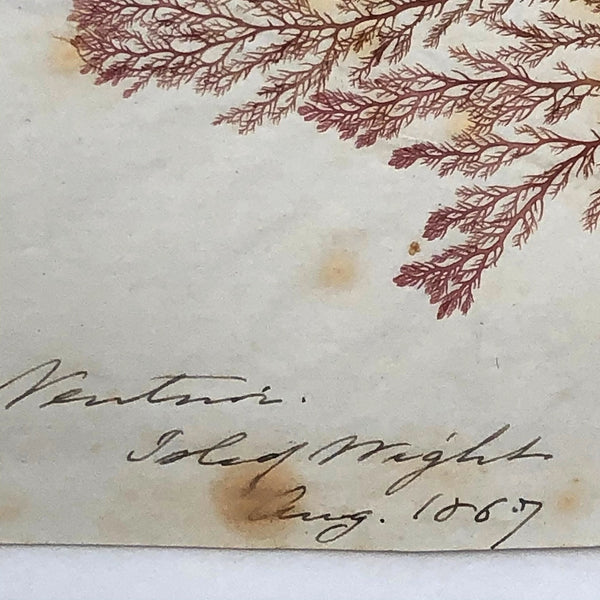 Ventnor.
Isle of Wight
Aug. 1867